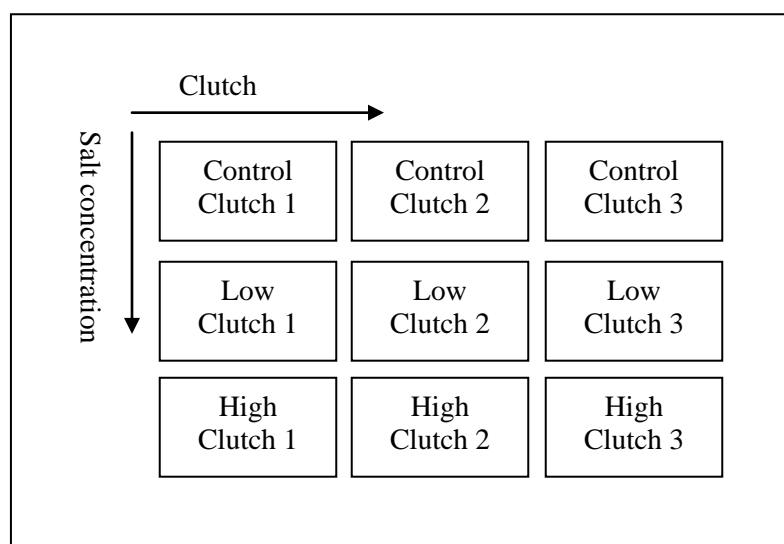 Clutch
Salt concentration
Control
Clutch 1
Control
Clutch 2
Control
Clutch 3
Low
Clutch 1
Low
Clutch 2
Low
Clutch 3
High
Clutch 1
High
Clutch 2
High
Clutch 3